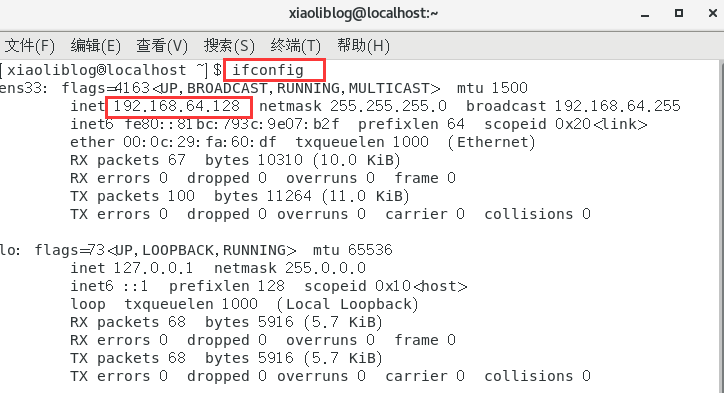 xiaoliblog@localhost:~
文件(F) 编辑(E) 查看(V) 搜索(S) 终端(T) 帮助(H)
[xiaoliblog@localhost ~]$ ifconfig
ens33: flags=4163<UP,BROADCAST,RUNNING,MULTICAST> mtu 1500
inet 192.168.64.128 netmask 255.255.255.0 broadcast 192.168.64.255
inet6 fe80::81bc:793c:9e07:b2f prefixlen 64 scopeid 0x20<link>
ether 00:0c:29:fa:60:df txqueuelen 1000 (Ethernet)
RX packets 67 bytes 10310 (10.0 KiB)
RX errors 0 dropped 0 overruns 0 frame 0
TX packets 100 bytes 11264 (11.0 KiB)
TX errors 0 dropped 0 overruns 0 carrier 0 collisions 0
lo: flags=73<UP,LOOPBACK,RUNNING> mtu 65536
inet 127.0.0.1 netmask 255.0.0.0
inet6 ::1 prefixlen 128 scopeid 0x10<host>
loop txqueuelen 1000 (Local Loopback)
RX packets 68 bytes 5916 (5.7 KiB)
RX errors 0 dropped 0 overruns 0 frame 0
TX packets 68 bytes 5916 (5.7 KiB)
TX errors 0 dropped 0 overruns 0 carrier 0 collisions 0